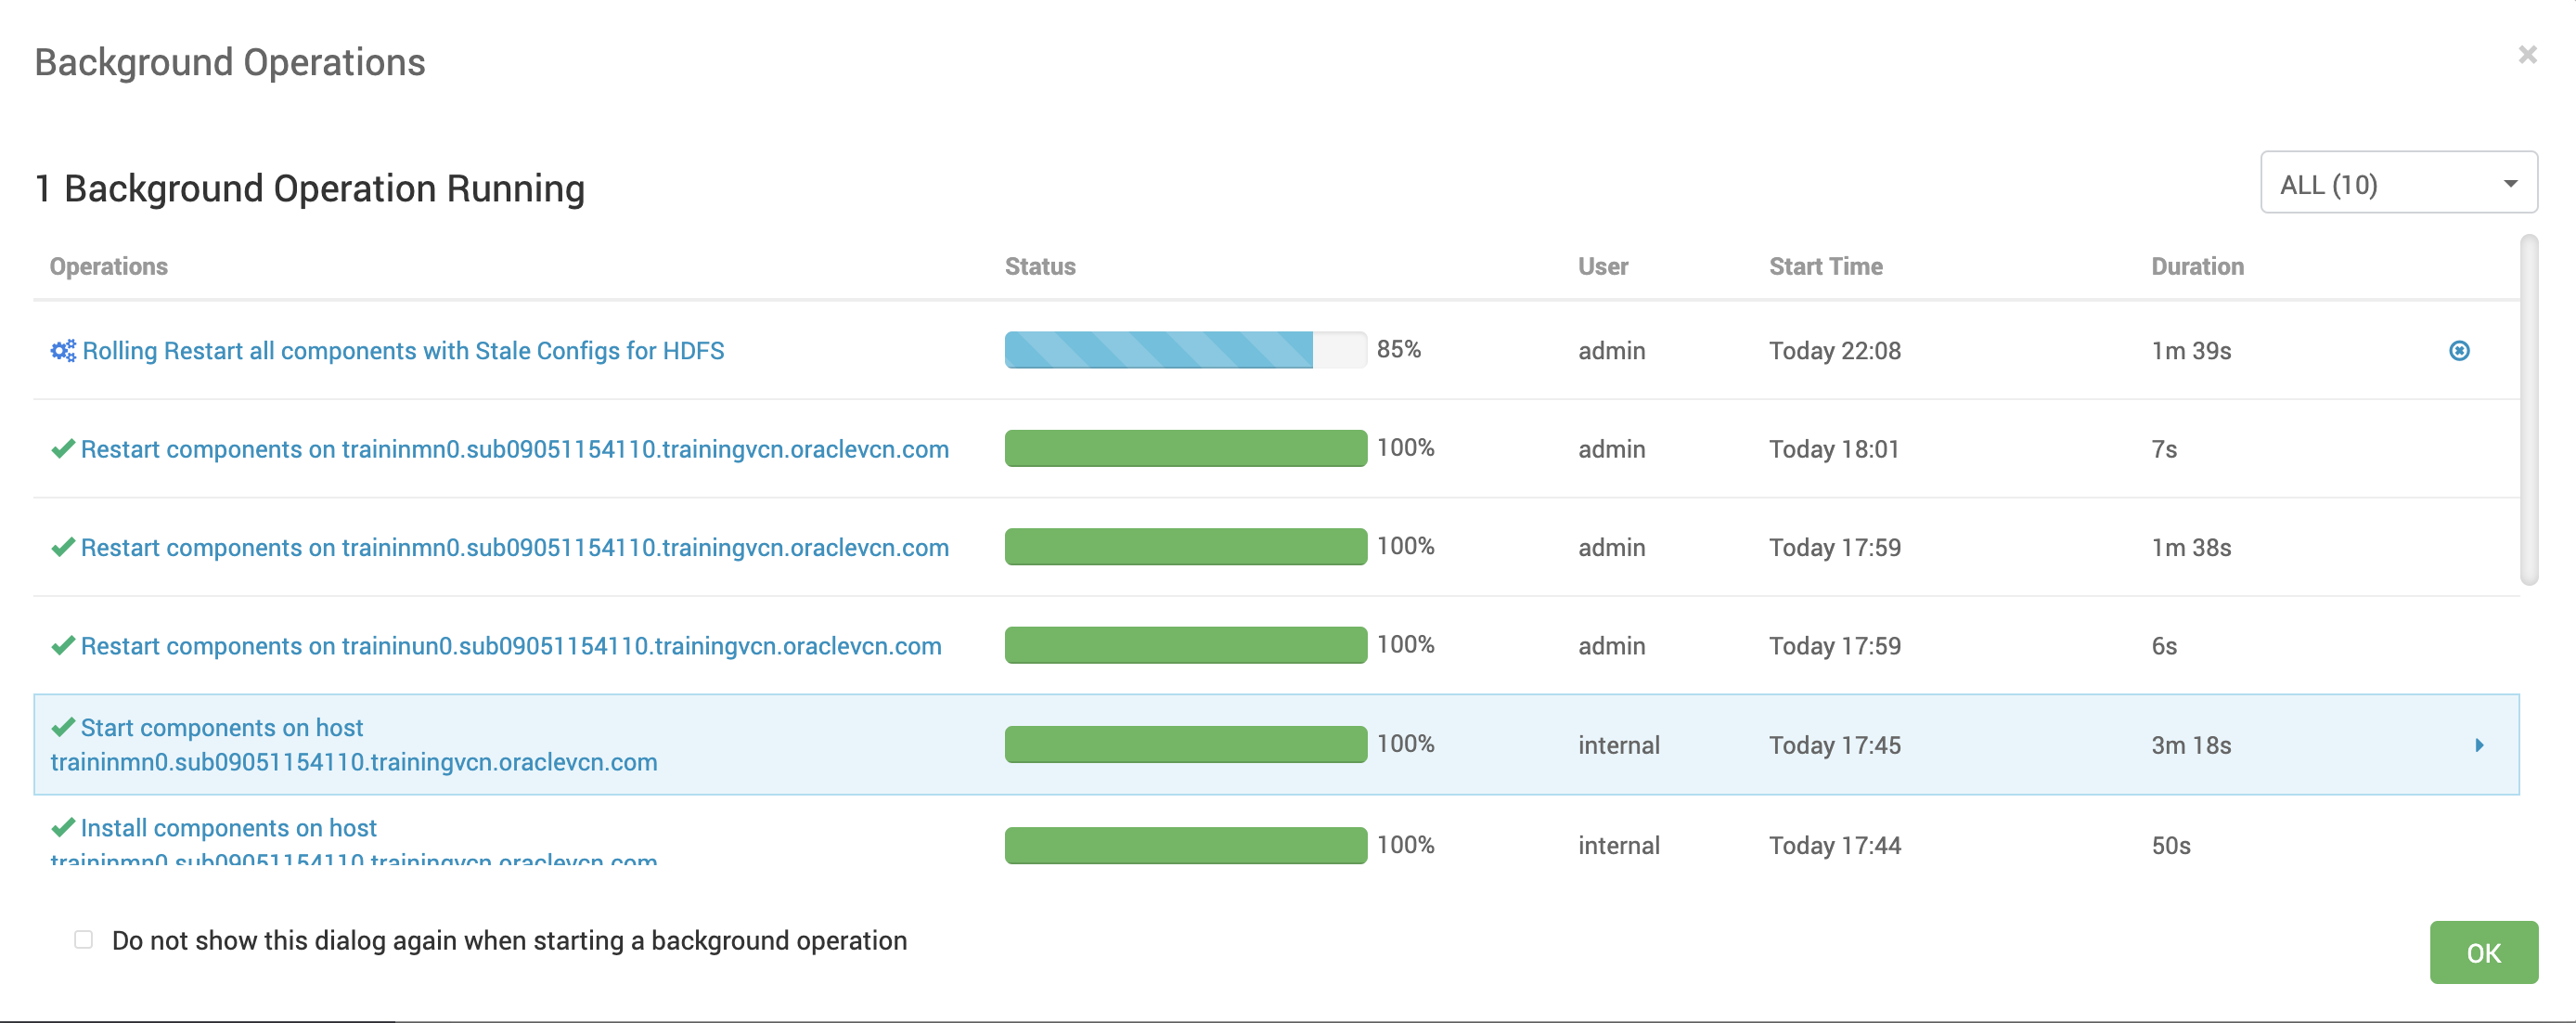 Background Operations
×
1 Background Operation Running
ALL (10)
Operations Status User Start Time Duration
Rolling Restart all components with Stale Configs for HDFS 85% admin Today 22:08 1m 39s
Restart components on traininmn0.sub09051154110.trainingvcn.oraclevcn.com 100% admin Today 18:01 7s
Restart components on traininmn0.sub09051154110.trainingvcn.oraclevcn.com 100% admin Today 17:59 1m 38s
Restart components on traininun0.sub09051154110.trainingvcn.oraclevcn.com 100% admin Today 17:59 6s
Start components on host
traininmn0.sub09051154110.trainingvcn.oraclevcn.com 100% internal Today 17:45 3m 18s
Install components on host
traininmn0.sub09051154110.trainingvcn.oraclevcn.com 100% internal Today 17:44 50s
Do not show this dialog again when starting a background operation
OK